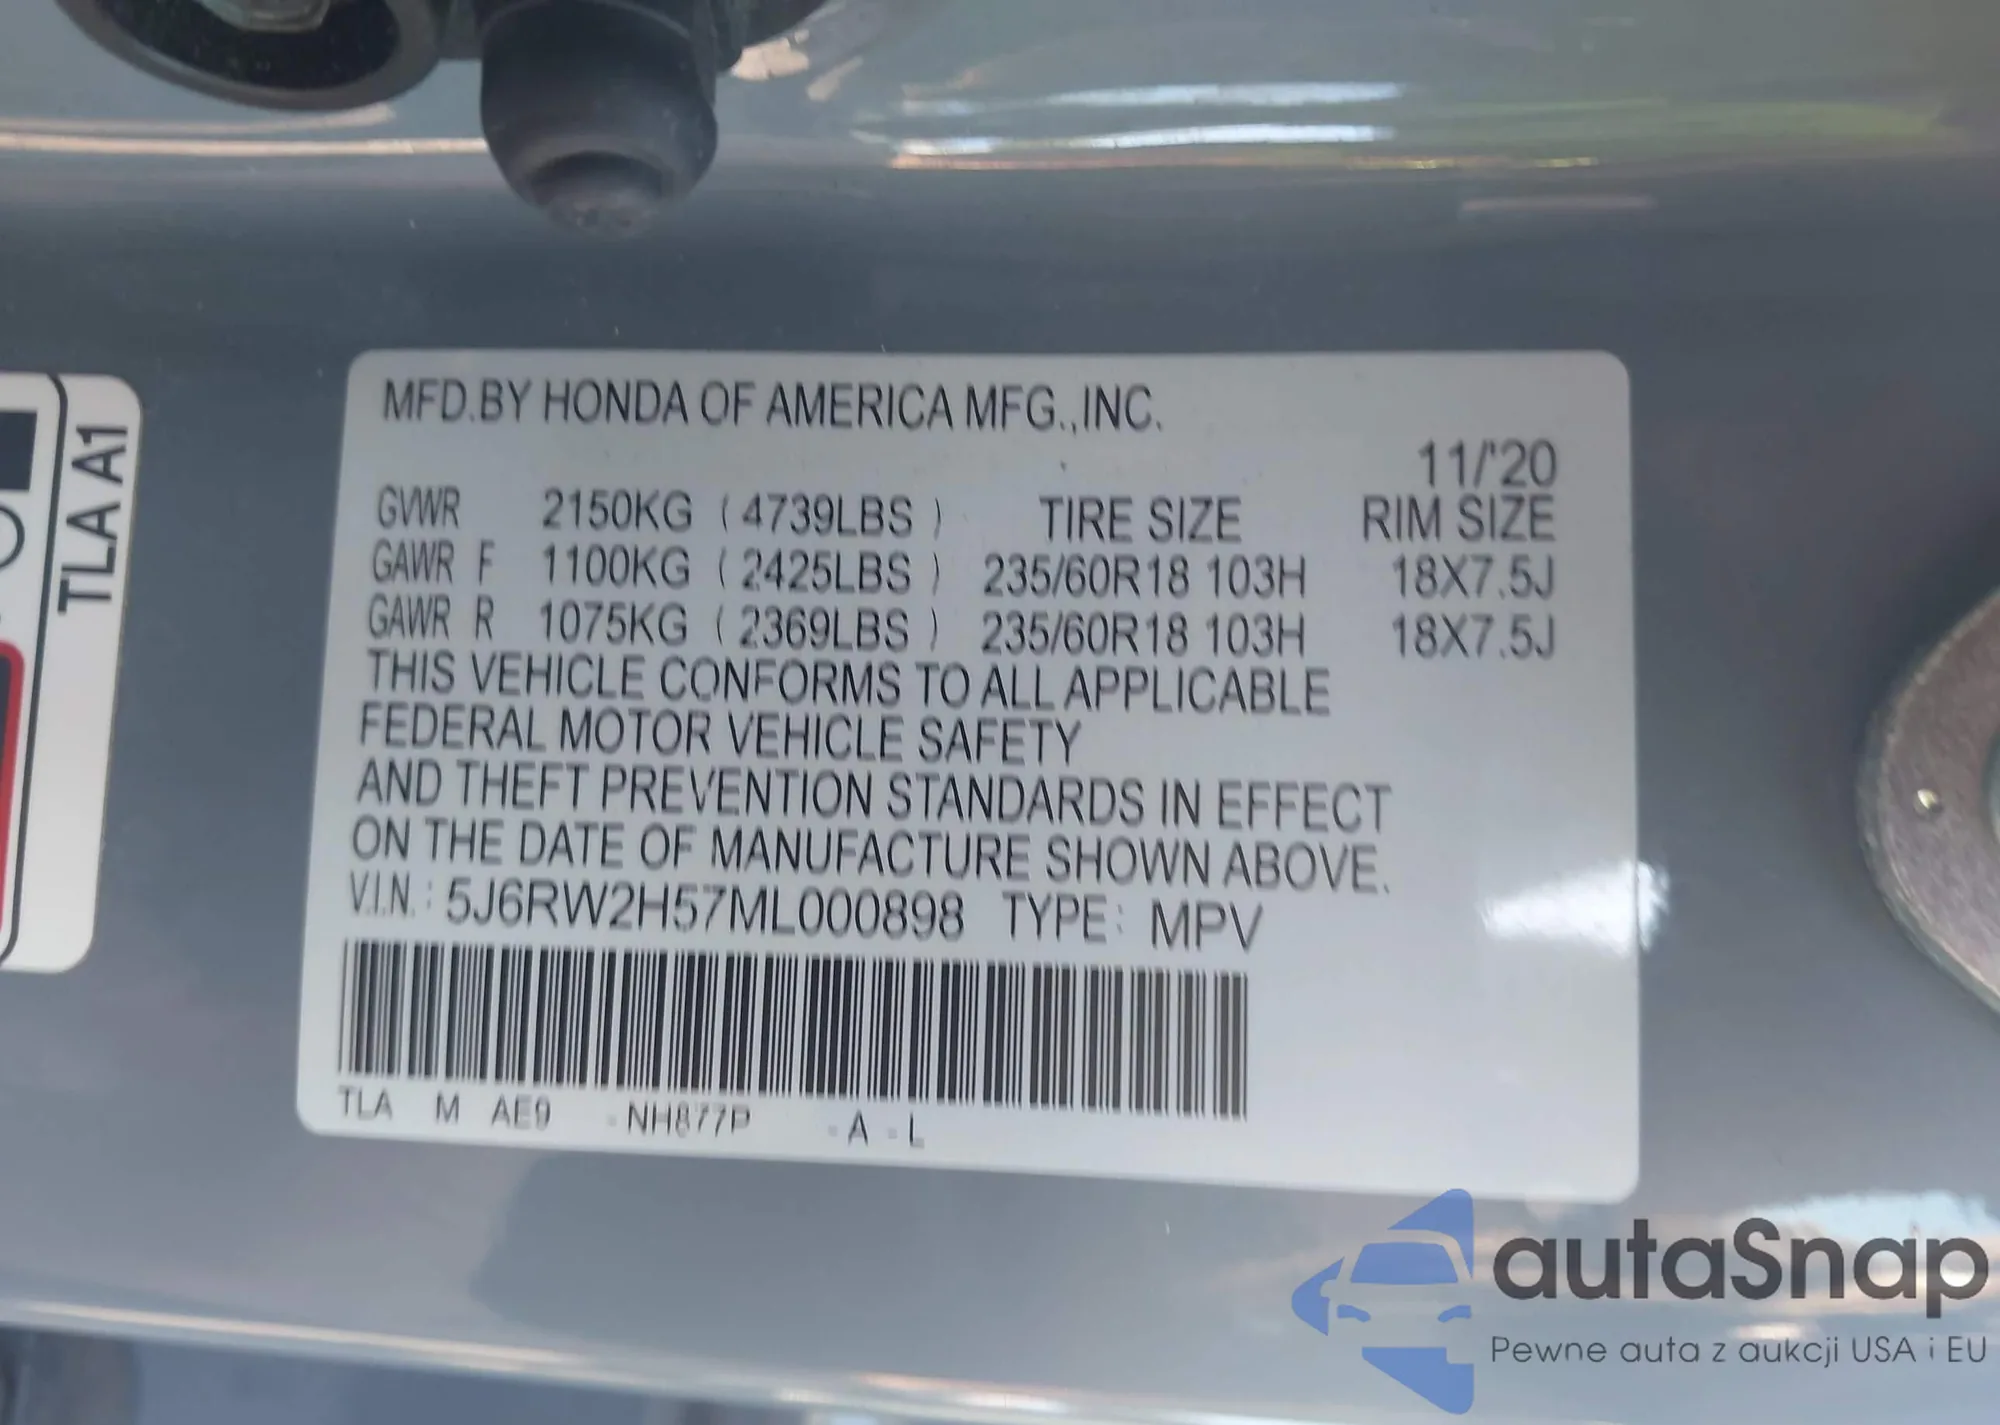 MFD.BY HONDA OF AMERICA MFG.,INC.
11/'20
GVWR 2150KG ( 4739LBS ) TIRE SIZE RIM SIZE
GAWR F 1100KG ( 2425LBS ) 235/60R18 103H 18X7.5J
GAWR R 1075KG ( 2369LBS ) 235/60R18 103H 18X7.5J
THIS VEHICLE CONFORMS TO ALL APPLICABLE
FEDERAL MOTOR VEHICLE SAFETY
AND THEFT PREVENTION STANDARDS IN EFFECT
ON THE DATE OF MANUFACTURE SHOWN ABOVE.
V.I.N. : 5J6RW2H57ML000898 TYPE : MPV
TLA M AE9 - NH877P - A - L
TLA A1
autaSnap
Pewne auta z aukcji USA i EU